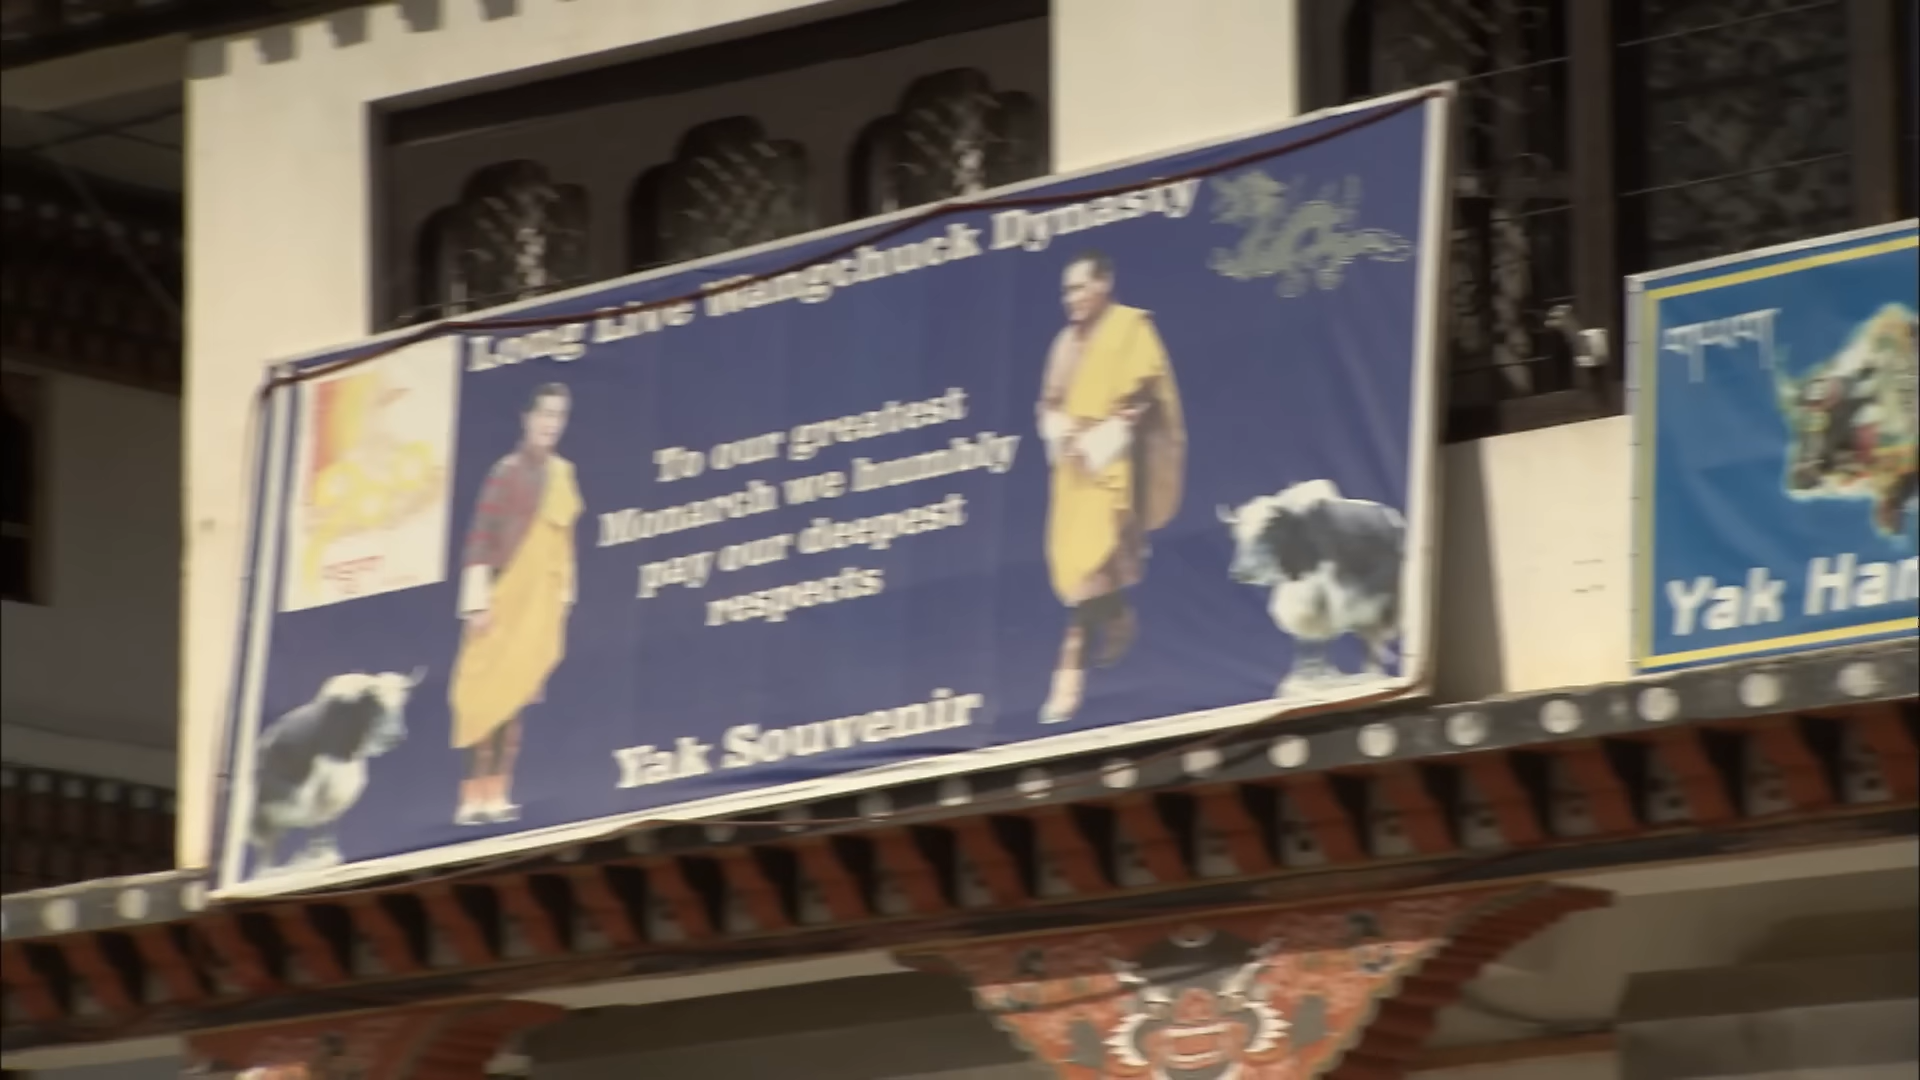 Long Live Wangchuck Dynasty
To our greatest
Monarch we humbly
pay our deepest
respects
Yak Souvenir
Yak Han